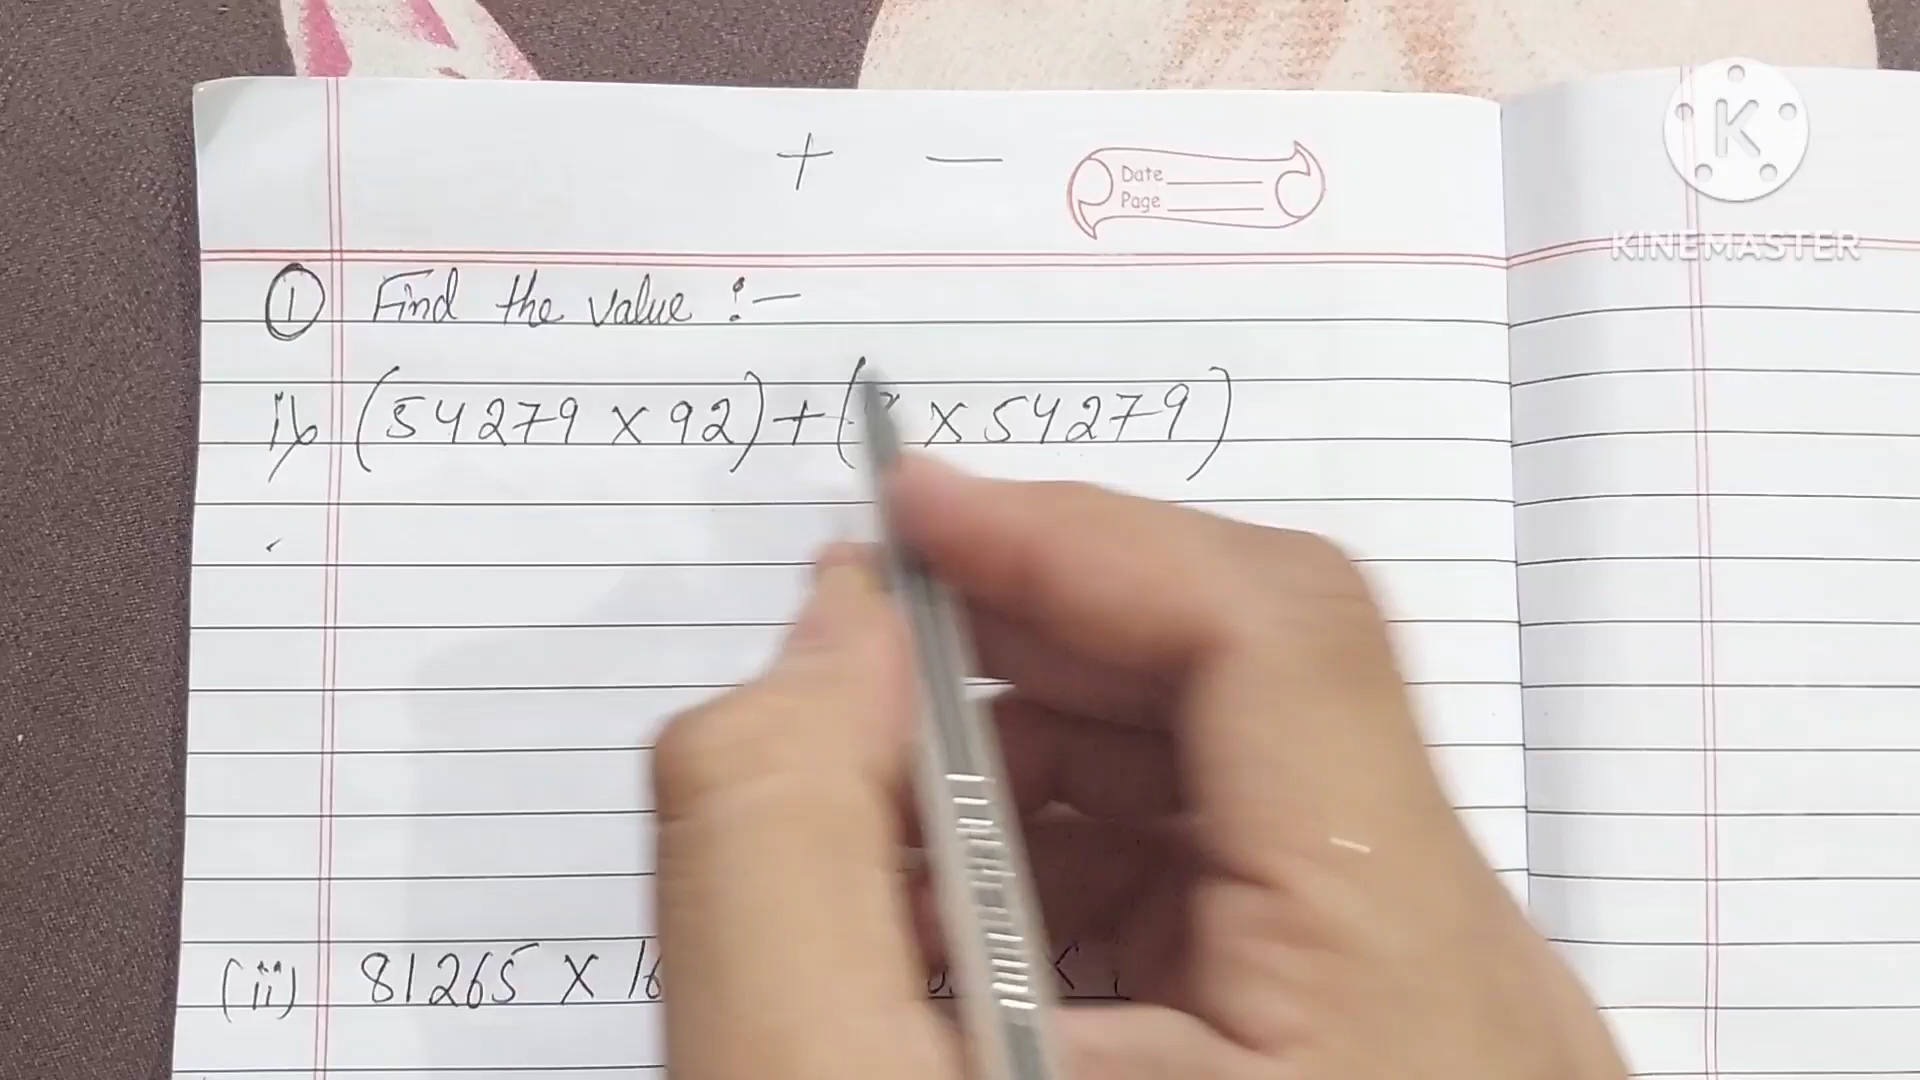 + —
Date
Page
K
KINEMASTER
① Find the value :-
i) (54279 × 92) + ( × 54279)
(ii) 81265 × 16